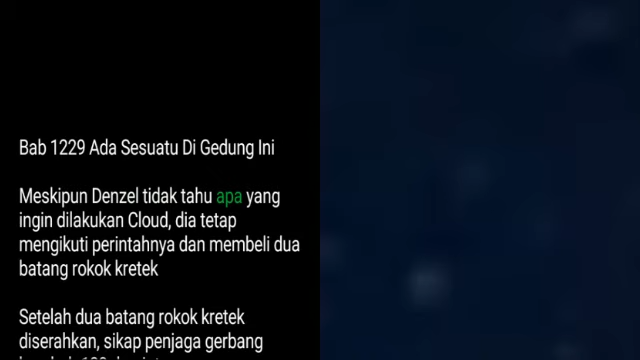 Bab 1229 Ada Sesuatu Di Gedung Ini
Meskipun Denzel tidak tahu apa yang
ingin dilakukan Cloud, dia tetap
mengikuti perintahnya dan membeli dua
batang rokok kretek
Setelah dua batang rokok kretek
diserahkan, sikap penjaga gerbang